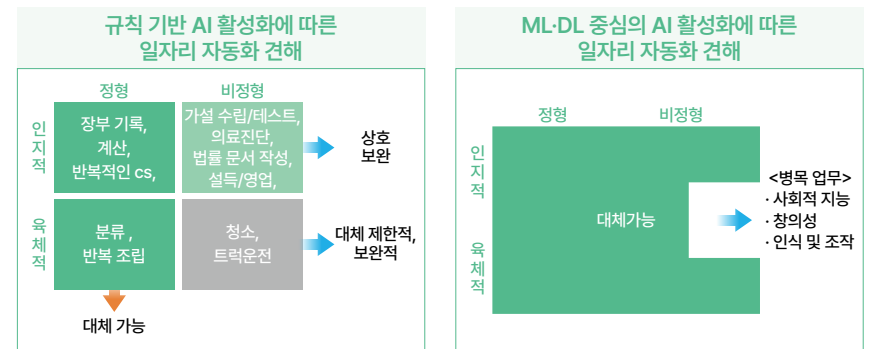 규칙 기반 AI 활성화에 따른
일자리 자동화 견해
정형
비정형
인지적
장부 기록,
계산,
반복적인 cs,
가설 수립/테스트,
의료진단,
법률 문서 작성,
설득/영업,
상호
보완
육체적
분류 ,
반복 조립
청소,
트럭운전
대체 제한적,
보완적
대체 가능
ML·DL 중심의 AI 활성화에 따른
일자리 자동화 견해
정형
비정형
인지적
육체적
대체가능
<병목 업무>
· 사회적 지능
· 창의성
· 인식 및 조작